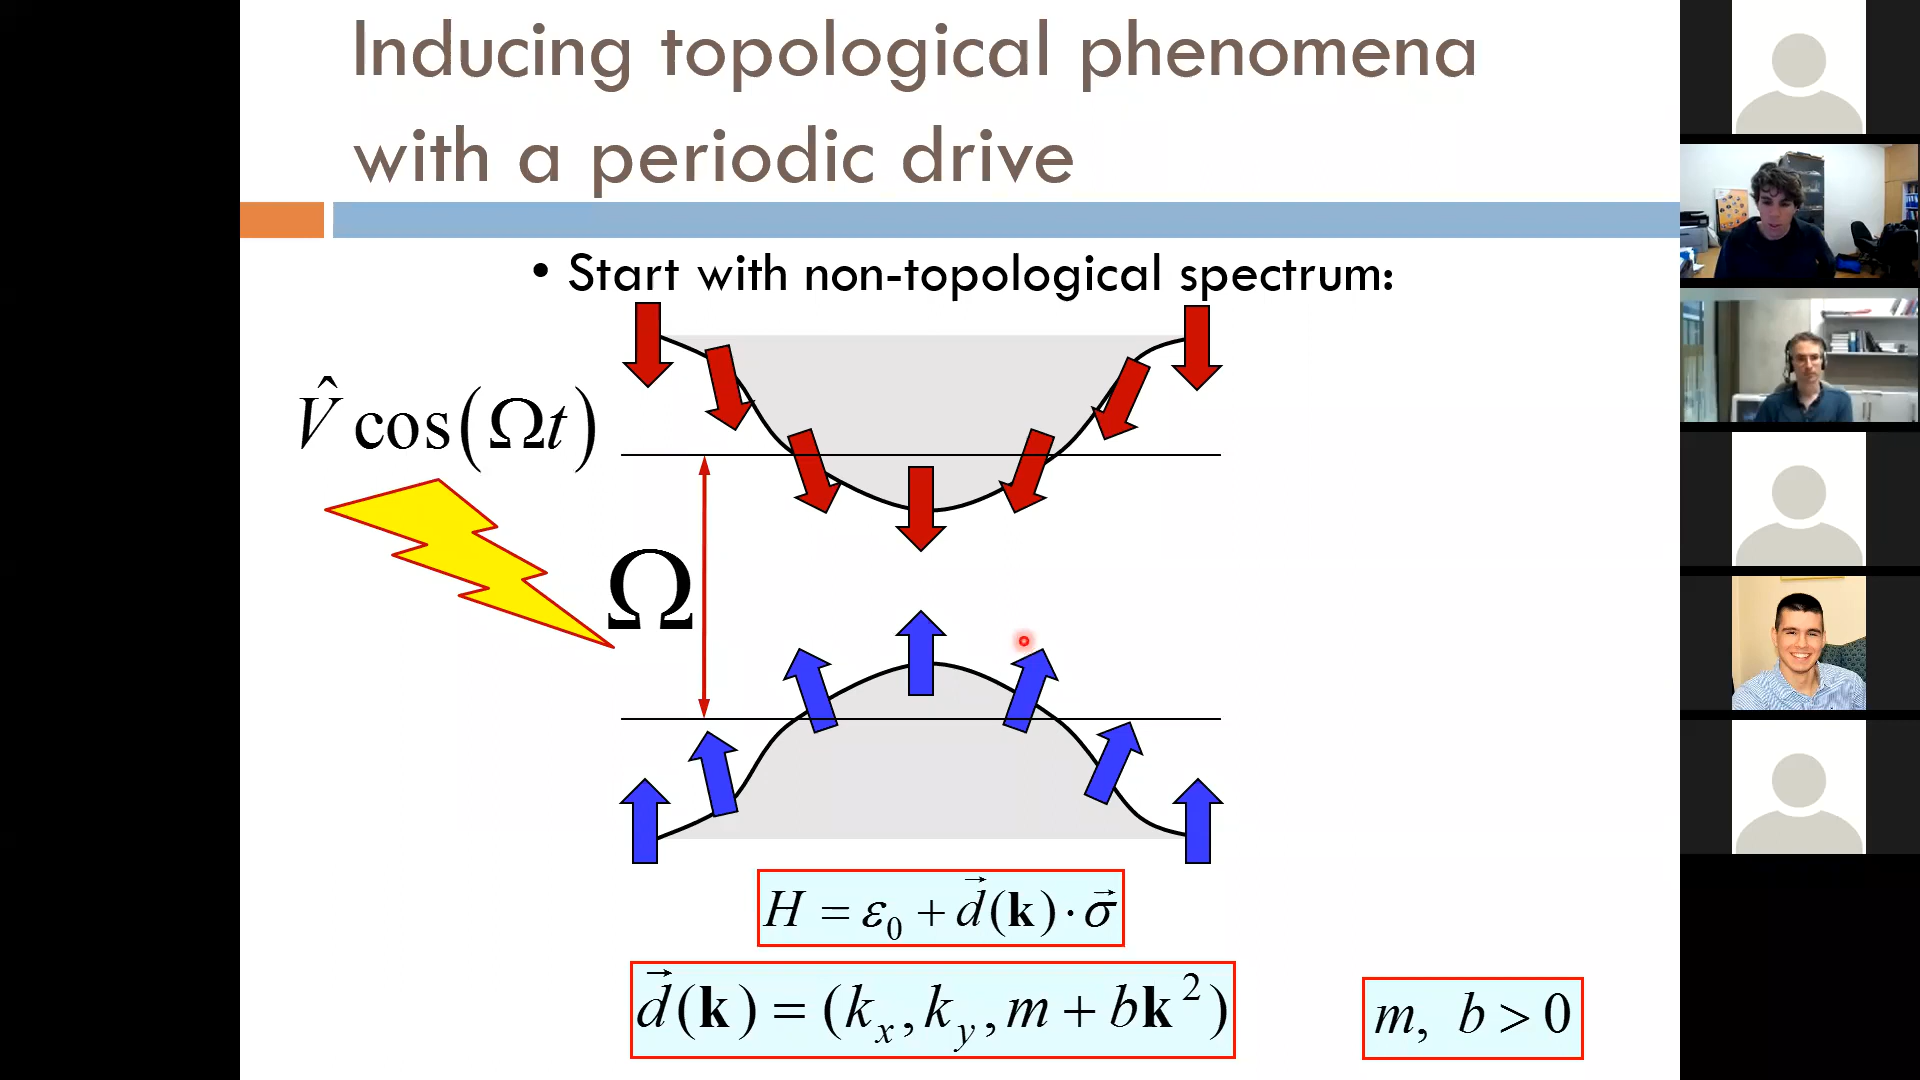 Inducing topological phenomena
with a periodic drive
• Start with non-topological spectrum:
V̂ cos(Ωt)
Ω
H = ε₀ + d⃗(𝐤) · σ⃗
d⃗(𝐤) = (kₓ, k_y, m + b𝐤²)
m, b > 0